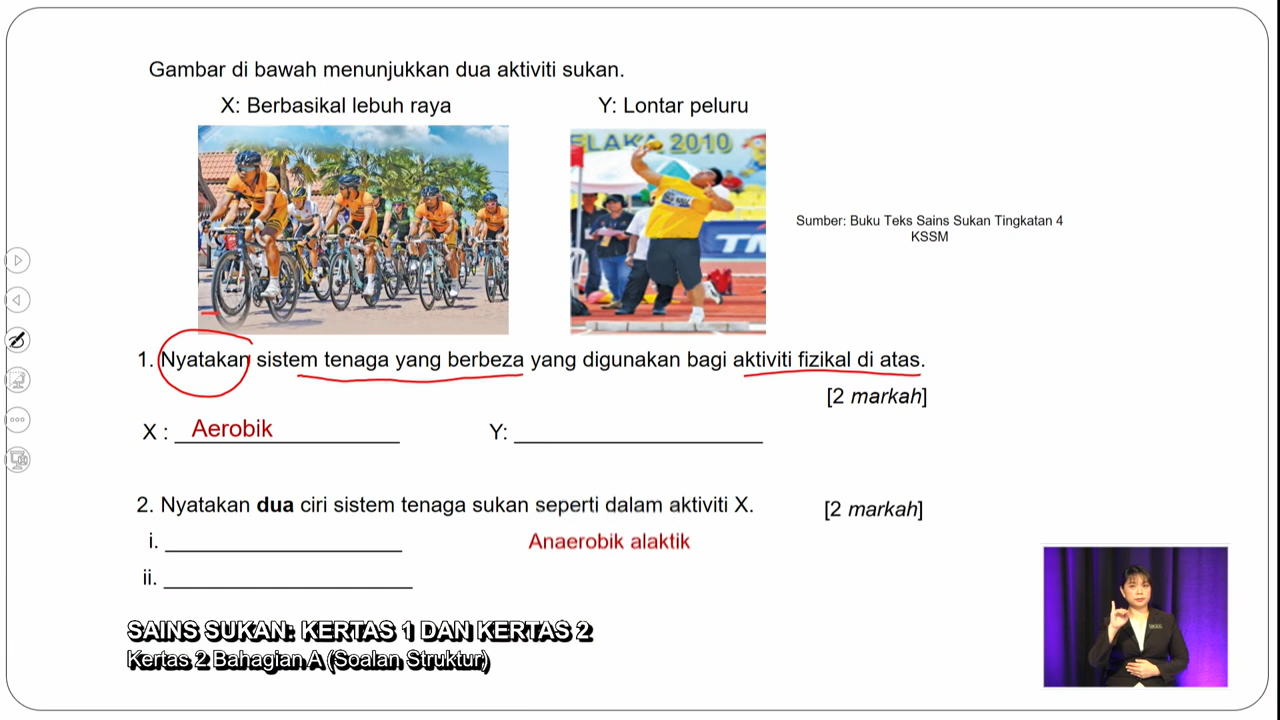 Gambar di bawah menunjukkan dua aktiviti sukan.
X: Berbasikal lebuh raya
Y: Lontar peluru
ELAKA 2010
TM
Sumber: Buku Teks Sains Sukan Tingkatan 4
KSSM
1. Nyatakan sistem tenaga yang berbeza yang digunakan bagi aktiviti fizikal di atas.
[2 markah]
X : Aerobik
Y:
2. Nyatakan dua ciri sistem tenaga sukan seperti dalam aktiviti X.
[2 markah]
i.
Anaerobik alaktik
ii.
SAINS SUKAN: KERTAS 1 DAN KERTAS 2
Kertas 2 Bahagian A (Soalan Struktur)